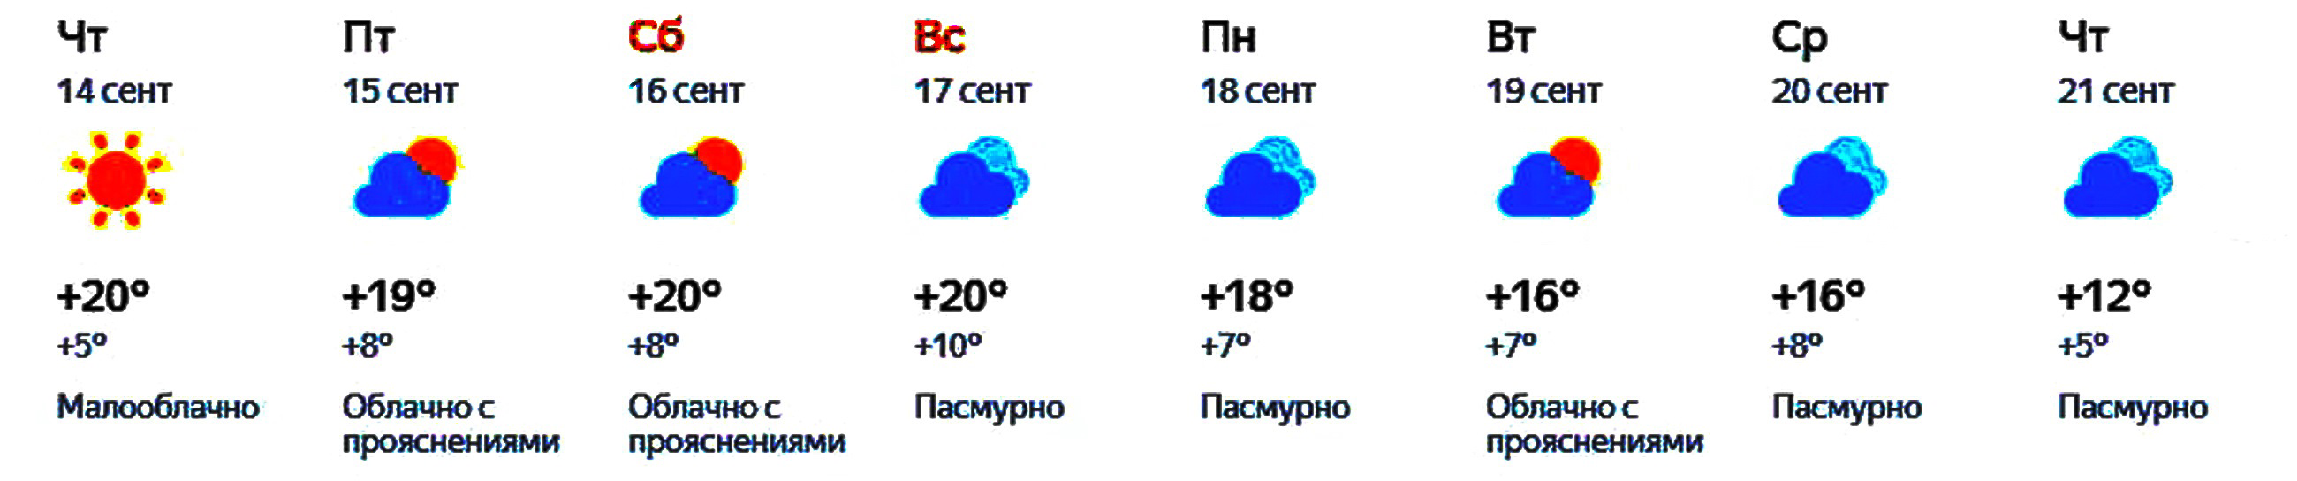 Чт Пт Сб Вс Пн Вт Ср Чт
14 сент 15 сент 16 сент 17 сент 18 сент 19 сент 20 сент 21 сент
+20° +19° +20° +20° +18° +16° +16° +12°
+5° +8° +8° +10° +7° +7° +8° +5°
Малооблачно Облачно с Облачно с Пасмурно Пасмурно Облачно с Пасмурно Пасмурно
прояснениями прояснениями прояснениями